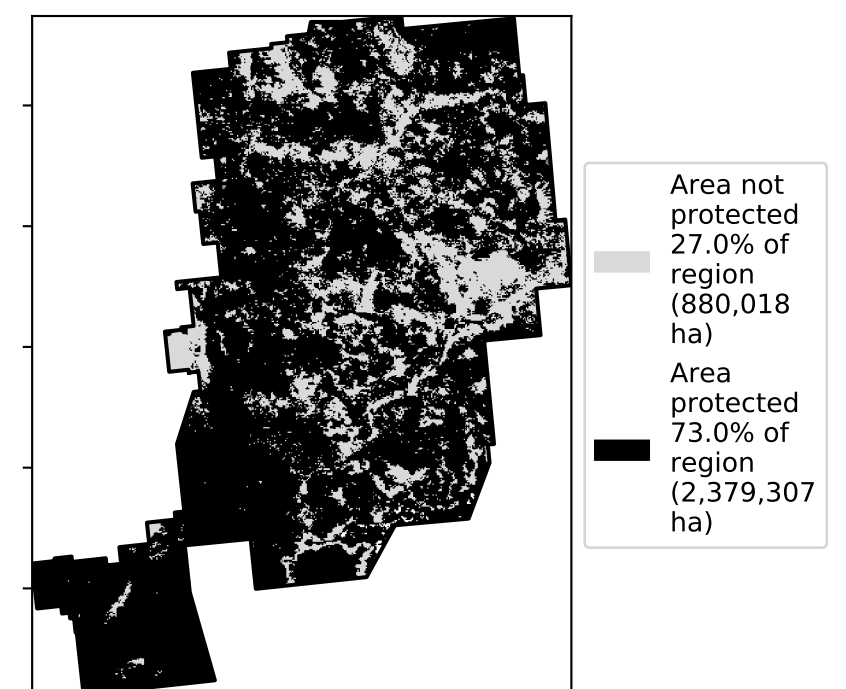 Area not
protected
27.0% of
region
(880,018
ha)
Area
protected
73.0% of
region
(2,379,307
ha)